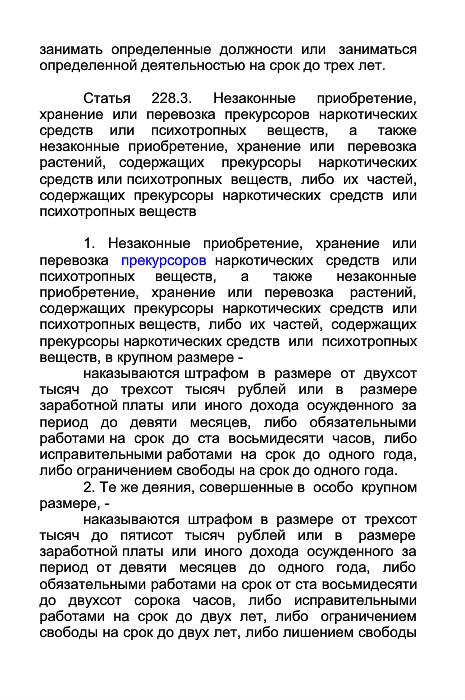 занимать определенные должности или заниматься
определенной деятельностью на срок до трех лет.
Статья 228.3. Незаконные приобретение,
хранение или перевозка прекурсоров наркотических
средств или психотропных веществ, а также
незаконные приобретение, хранение или перевозка
растений, содержащих прекурсоры наркотических
средств или психотропных веществ, либо их частей,
содержащих прекурсоры наркотических средств или
психотропных веществ
1. Незаконные приобретение, хранение или
перевозка прекурсоров наркотических средств или
психотропных веществ, а также незаконные
приобретение, хранение или перевозка растений,
содержащих прекурсоры наркотических средств или
психотропных веществ, либо их частей, содержащих
прекурсоры наркотических средств или психотропных
веществ, в крупном размере -
наказываются штрафом в размере от двухсот
тысяч до трехсот тысяч рублей или в размере
заработной платы или иного дохода осужденного за
период до девяти месяцев, либо обязательными
работами на срок до ста восьмидесяти часов, либо
исправительными работами на срок до одного года,
либо ограничением свободы на срок до одного года.
2. Те же деяния, совершенные в особо крупном
размере, -
наказываются штрафом в размере от трехсот
тысяч до пятисот тысяч рублей или в размере
заработной платы или иного дохода осужденного за
период от девяти месяцев до одного года, либо
обязательными работами на срок от ста восьмидесяти
до двухсот сорока часов, либо исправительными
работами на срок до двух лет, либо ограничением
свободы на срок до двух лет, либо лишением свободы